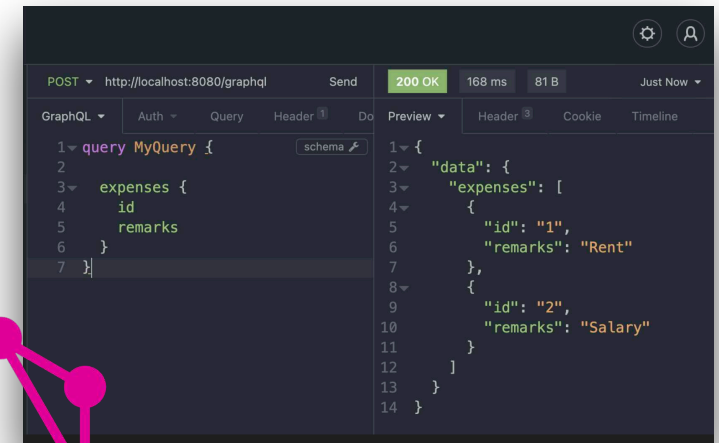 POST http://localhost:8080/graphql Send
200 OK 168 ms 81 B Just Now
GraphQL Auth Query Header 1 Do
Preview Header 3 Cookie Timeline
schema
1 query MyQuery {
2
3 expenses {
4 id
5 remarks
6 }
7 }
1 {
2 "data": {
3 "expenses": [
4 {
5 "id": "1",
6 "remarks": "Rent"
7 },
8 {
9 "id": "2",
10 "remarks": "Salary"
11 }
12 ]
13 }
14 }